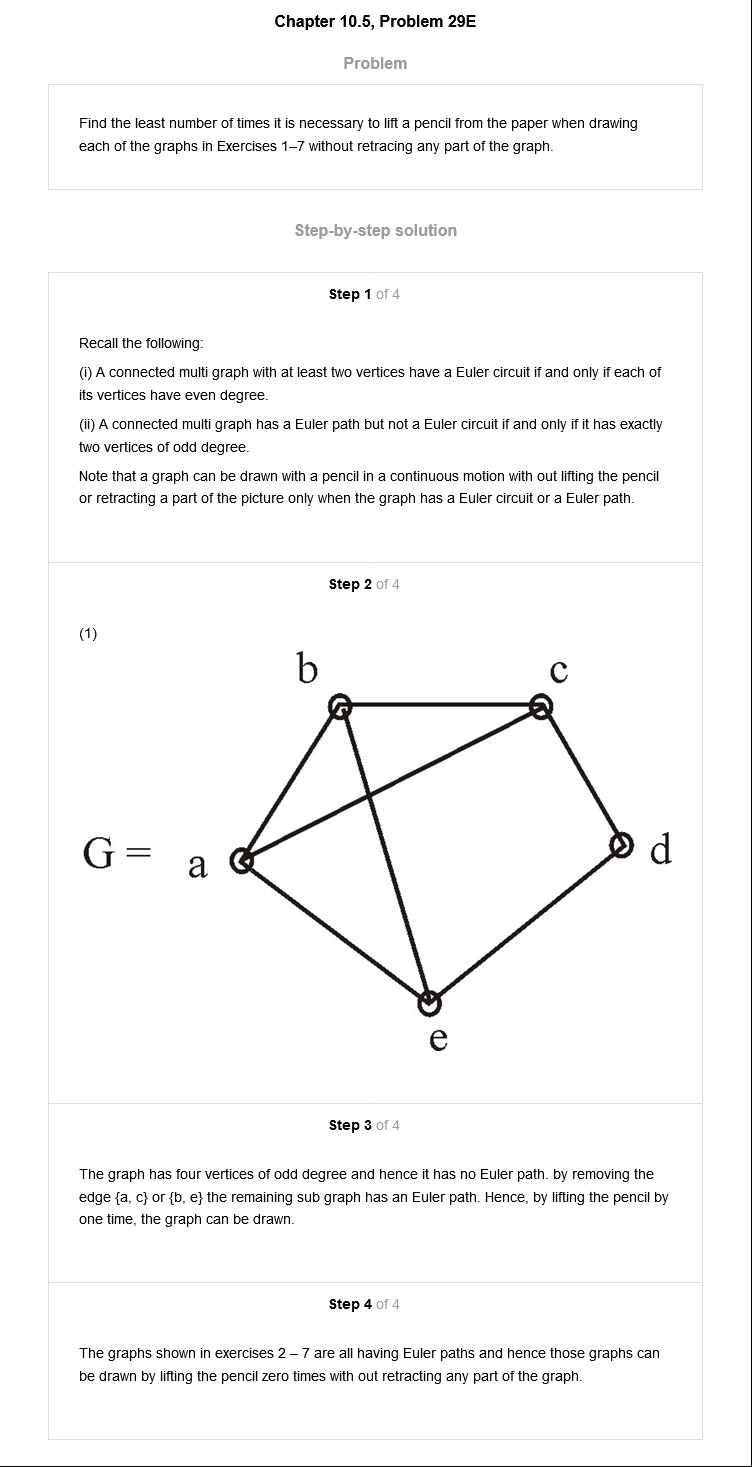 Chapter 10.5, Problem 29E
Problem
Find the least number of times it is necessary to lift a pencil from the paper when drawing
each of the graphs in Exercises 1–7 without retracing any part of the graph.
Step-by-step solution
Step 1 of 4
Recall the following:
(i) A connected multi graph with at least two vertices have a Euler circuit if and only if each of
its vertices have even degree.
(ii) A connected multi graph has a Euler path but not a Euler circuit if and only if it has exactly
two vertices of odd degree.
Note that a graph can be drawn with a pencil in a continuous motion with out lifting the pencil
or retracting a part of the picture only when the graph has a Euler circuit or a Euler path.
Step 2 of 4
(1)
b
c
G = a
d
e
Step 3 of 4
The graph has four vertices of odd degree and hence it has no Euler path. by removing the
edge {a, c} or {b, e} the remaining sub graph has an Euler path. Hence, by lifting the pencil by
one time, the graph can be drawn.
Step 4 of 4
The graphs shown in exercises 2 – 7 are all having Euler paths and hence those graphs can
be drawn by lifting the pencil zero times with out retracting any part of the graph.